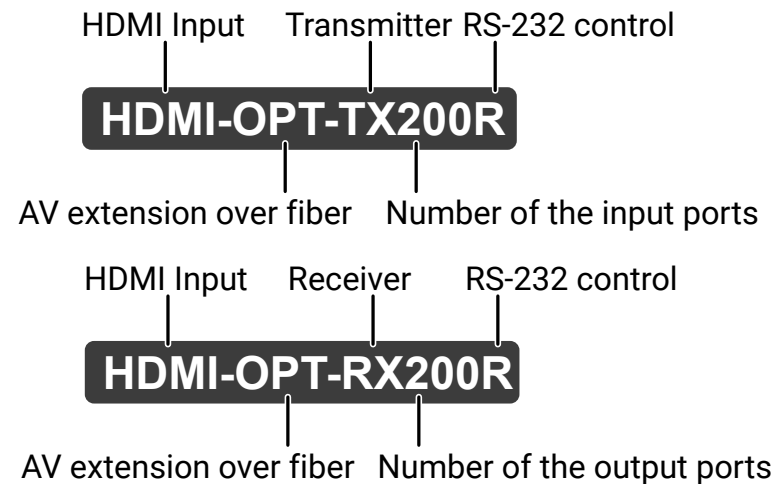 HDMI Input Transmitter RS-232 control
HDMI-OPT-TX200R
AV extension over fiber Number of the input ports
HDMI Input Receiver RS-232 control
HDMI-OPT-RX200R
AV extension over fiber Number of the output ports